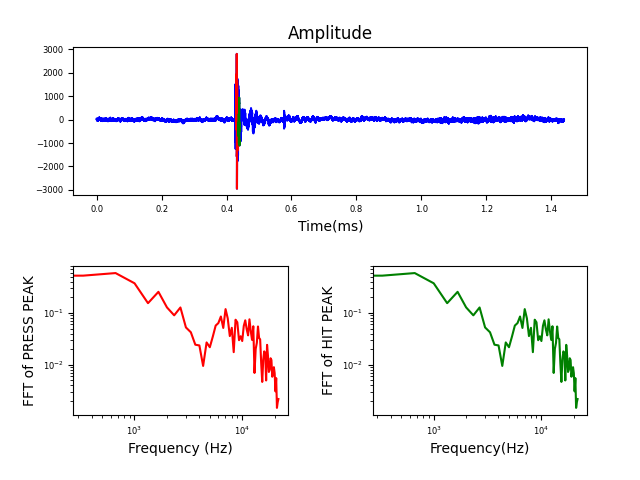 Amplitude
3000
2000
1000
0
−1000
−2000
−3000
0.0 0.2 0.4 0.6 0.8 1.0 1.2 1.4
Time(ms)
FFT of PRESS PEAK
10⁻¹
10⁻²
10³ 10⁴
Frequency (Hz)
FFT of HIT PEAK
10⁻¹
10⁻²
10³ 10⁴
Frequency(Hz)